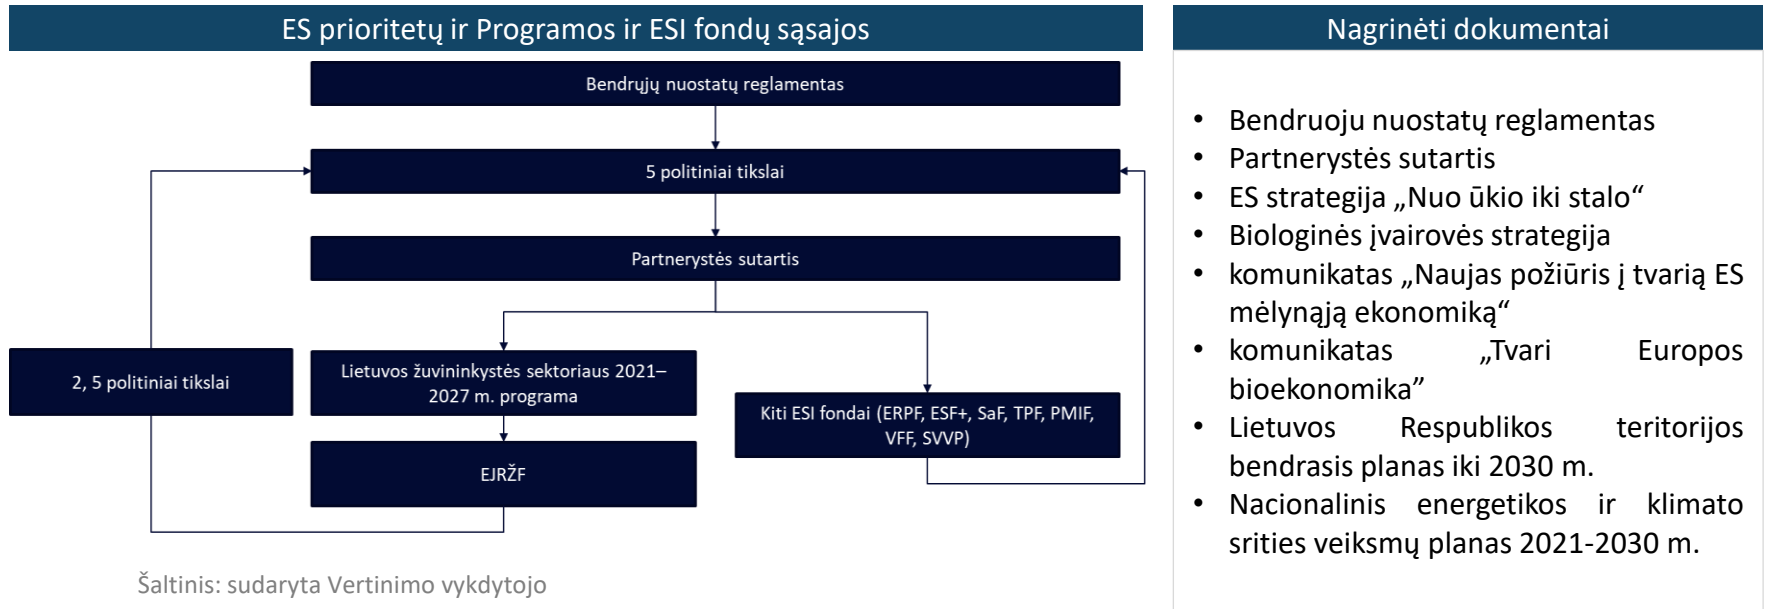 ES prioritetų ir Programos ir ESI fondų sąsajos
Bendrųjų nuostatų reglamentas
5 politiniai tikslai
Partnerystės sutartis
2, 5 politiniai tikslai
Lietuvos žuvininkystės sektoriaus 2021–
2027 m. programa
Kiti ESI fondai (ERPF, ESF+, SaF, TPF, PMIF,
VFF, SVVP)
EJRŽF
Šaltinis: sudaryta Vertinimo vykdytojo
Nagrinėti dokumentai
• Bendruoju nuostatų reglamentas
• Partnerystės sutartis
• ES strategija „Nuo ūkio iki stalo“
• Biologinės įvairovės strategija
• komunikatas „Naujas požiūris į tvarią ES
mėlynąją ekonomiką“
• komunikatas „Tvari Europos
bioekonomika”
• Lietuvos Respublikos teritorijos
bendrasis planas iki 2030 m.
• Nacionalinis energetikos ir klimato
srities veiksmų planas 2021-2030 m.